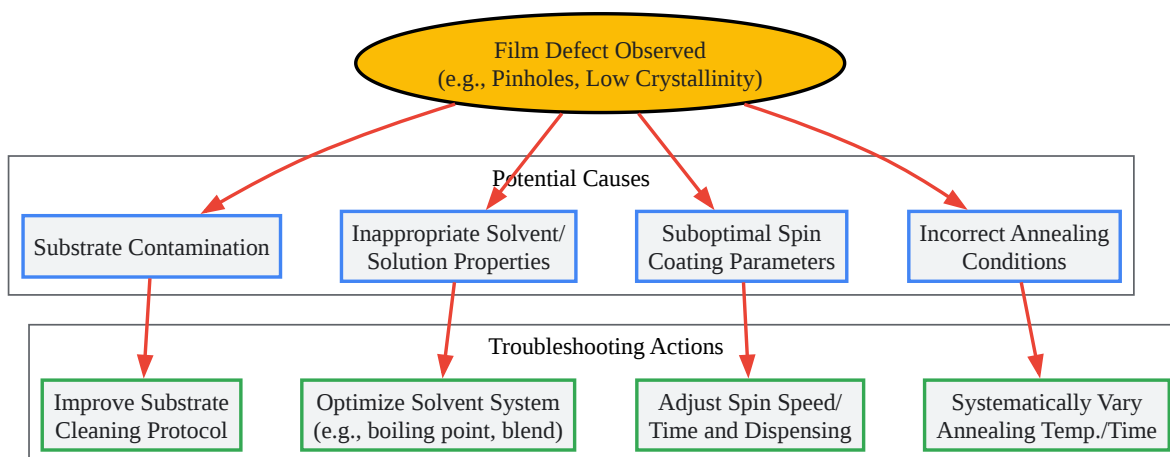 Film Defect Observed
(e.g., Pinholes, Low Crystallinity)
Potential Causes
Substrate Contamination
Inappropriate Solvent/
Solution Properties
Suboptimal Spin
Coating Parameters
Incorrect Annealing
Conditions
Troubleshooting Actions
Improve Substrate
Cleaning Protocol
Optimize Solvent System
(e.g., boiling point, blend)
Adjust Spin Speed/
Time and Dispensing
Systematically Vary
Annealing Temp./Time